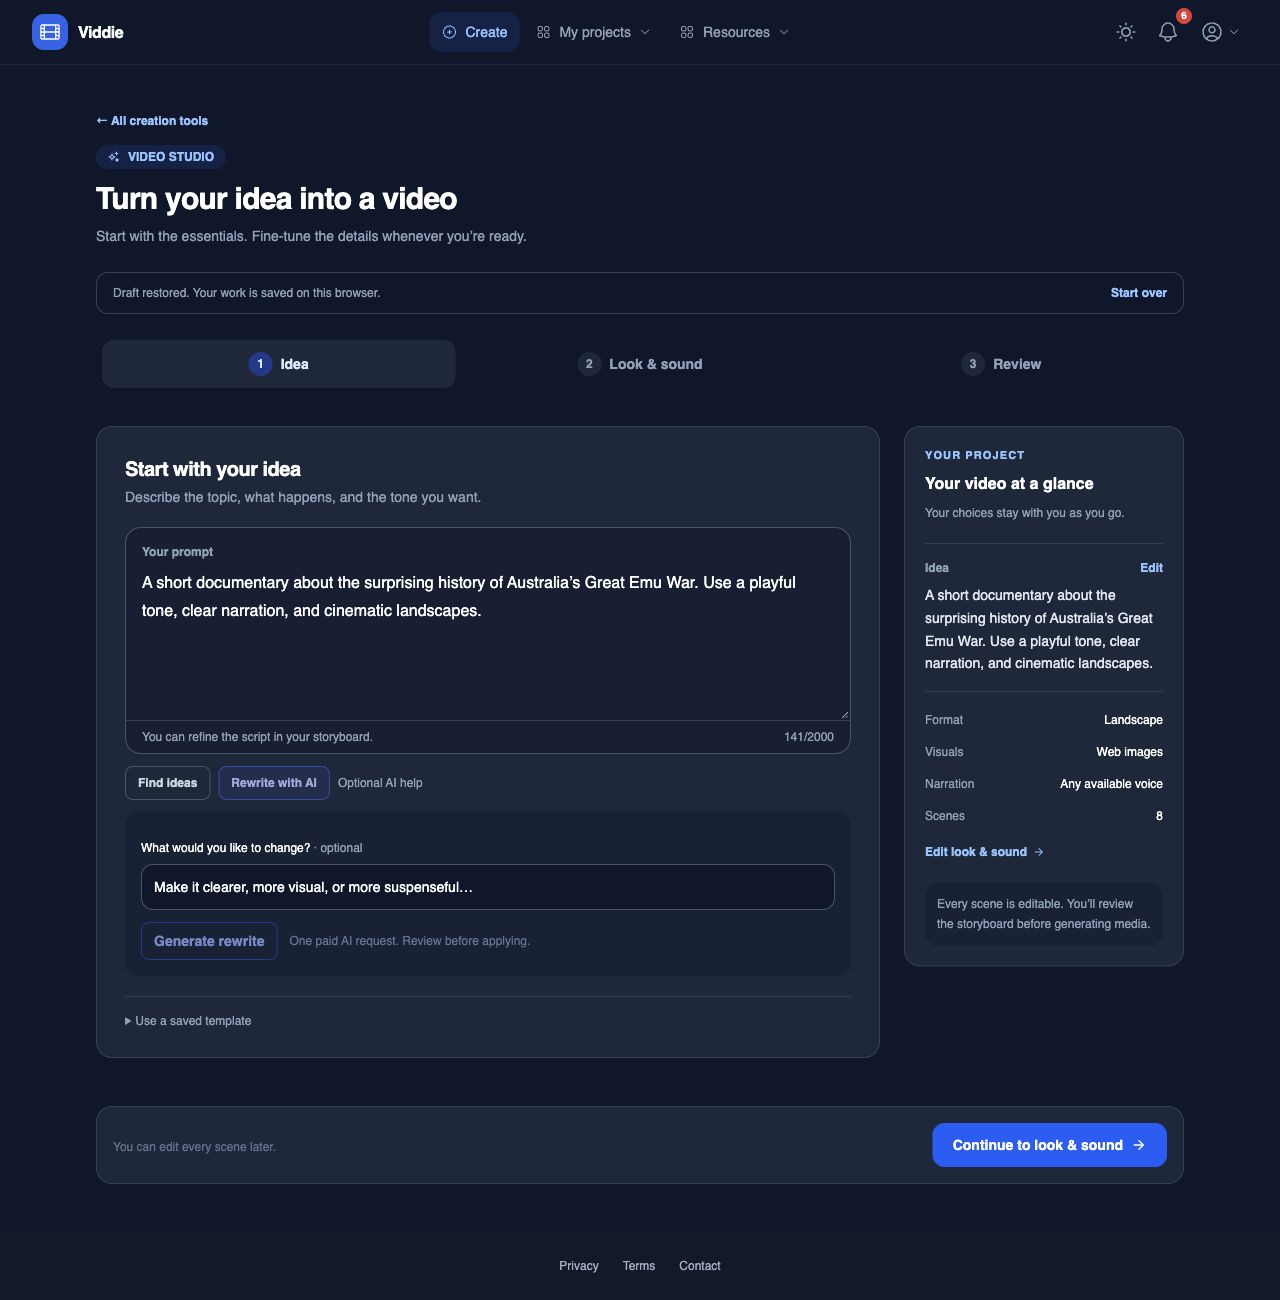 Viddie
Create
My projects
Resources
6
← All creation tools
VIDEO STUDIO
Turn your idea into a video
Start with the essentials. Fine-tune the details whenever you’re ready.
Draft restored. Your work is saved on this browser.
Start over
1 Idea
2 Look & sound
3 Review
Start with your idea
Describe the topic, what happens, and the tone you want.
Your prompt
A short documentary about the surprising history of Australia’s Great Emu War. Use a playful
tone, clear narration, and cinematic landscapes.
You can refine the script in your storyboard.
141/2000
Find ideas
Rewrite with AI
Optional AI help
What would you like to change? · optional
Make it clearer, more visual, or more suspenseful…
Generate rewrite
One paid AI request. Review before applying.
Use a saved template
YOUR PROJECT
Your video at a glance
Your choices stay with you as you go.
Idea
Edit
A short documentary about the
surprising history of Australia’s Great
Emu War. Use a playful tone, clear
narration, and cinematic landscapes.
Format Landscape
Visuals Web images
Narration Any available voice
Scenes 8
Edit look & sound →
Every scene is editable. You’ll review
the storyboard before generating media.
You can edit every scene later.
Continue to look & sound →
Privacy
Terms
Contact